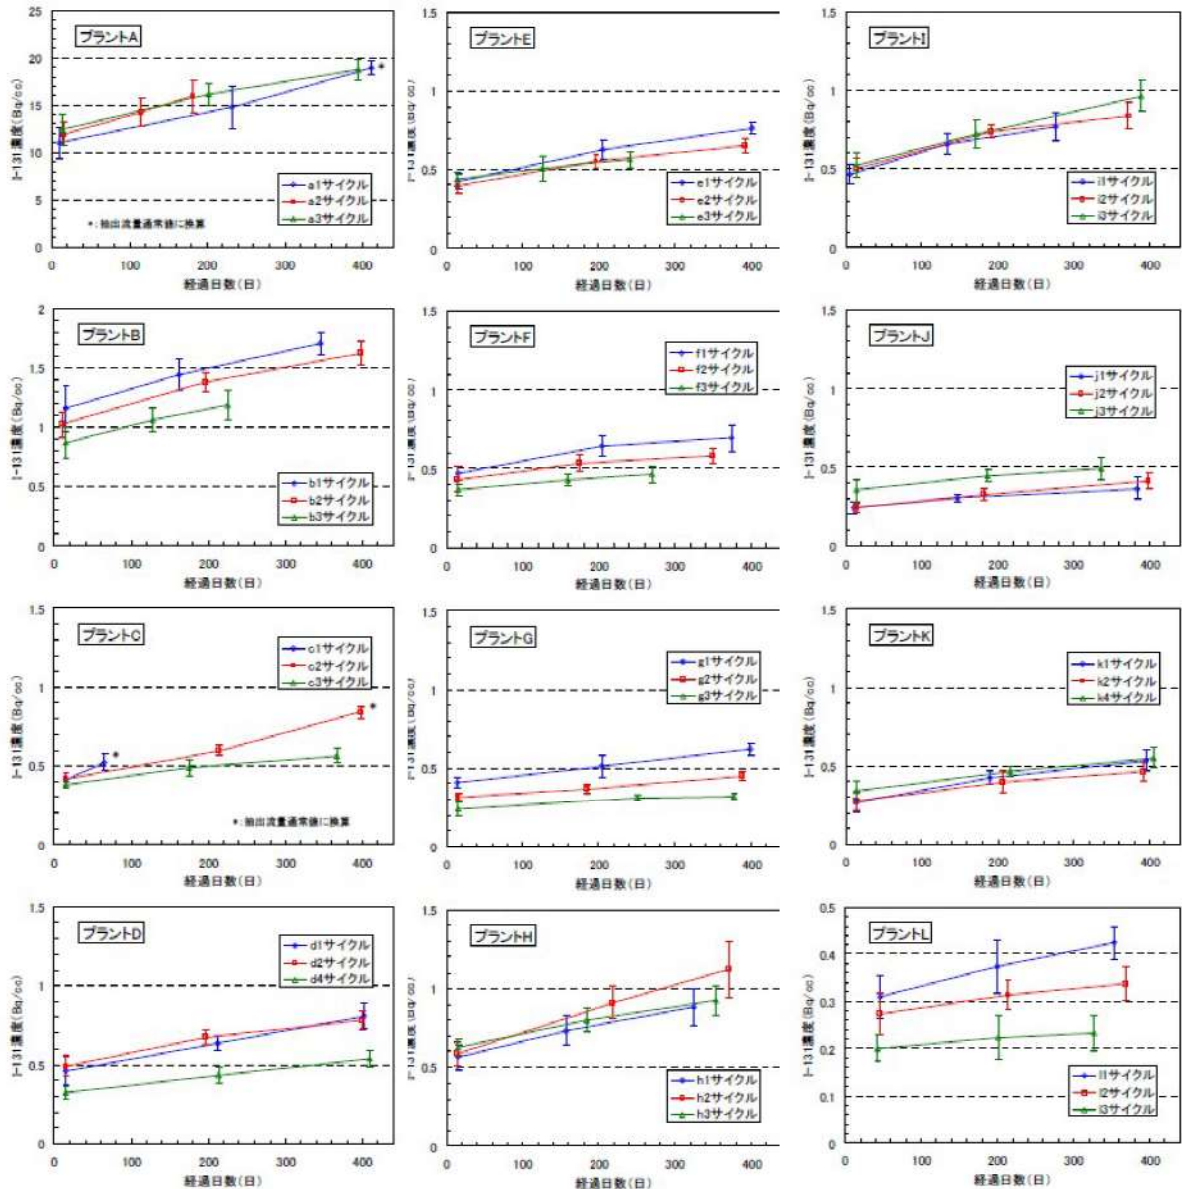 プラントA
I-131濃度(Bq/cc)
25
20
15
10
5
0
*
a1サイクル
a2サイクル
a3サイクル
*:抽出流量通常値に換算
0 100 200 300 400
経過日数(日)
プラントE
I-131濃度(Bq/cc)
1.5
1
0.5
0
e1サイクル
e2サイクル
e3サイクル
0 100 200 300 400
経過日数(日)
プラントI
I-131濃度(Bq/cc)
1.5
1
0.5
0
i1サイクル
i2サイクル
i3サイクル
0 100 200 300 400
経過日数(日)
プラントB
I-131濃度(Bq/cc)
2
1.5
1
0.5
0
b1サイクル
b2サイクル
b3サイクル
0 100 200 300 400
経過日数(日)
プラントF
I-131濃度(Bq/cc)
1.5
1
0.5
0
f1サイクル
f2サイクル
f3サイクル
0 100 200 300 400
経過日数(日)
プラントJ
I-131濃度(Bq/cc)
1.5
1
0.5
0
j1サイクル
j2サイクル
j3サイクル
0 100 200 300 400
経過日数(日)
プラントC
I-131濃度(Bq/cc)
1.5
1
0.5
0
c1サイクル
c2サイクル
c3サイクル
*
*
*:抽出流量通常値に換算
0 100 200 300 400
経過日数(日)
プラントG
I-131濃度(Bq/cc)
1.5
1
0.5
0
g1サイクル
g2サイクル
g3サイクル
0 100 200 300 400
経過日数(日)
プラントK
I-131濃度(Bq/cc)
1.5
1
0.5
0
k1サイクル
k2サイクル
k4サイクル
0 100 200 300 400
経過日数(日)
プラントD
I-131濃度(Bq/cc)
1.5
1
0.5
0
d1サイクル
d2サイクル
d4サイクル
0 100 200 300 400
経過日数(日)
プラントH
I-131濃度(Bq/cc)
1.5
1
0.5
0
h1サイクル
h2サイクル
h3サイクル
0 100 200 300 400
経過日数(日)
プラントL
I-131濃度(Bq/cc)
0.5
0.4
0.3
0.2
0.1
0
l1サイクル
l2サイクル
l3サイクル
0 100 200 300 400
経過日数(日)